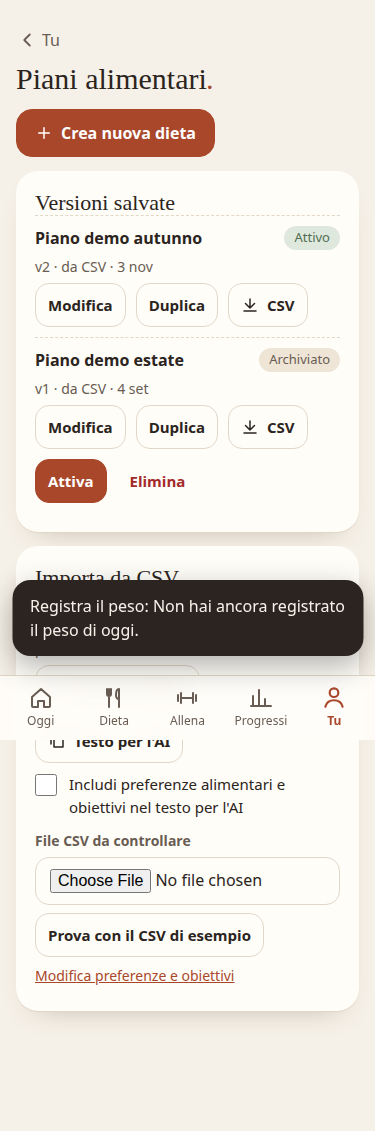 Tu
Piani alimentari.
Crea nuova dieta
Versioni salvate
Piano demo autunno
Attivo
v2 · da CSV · 3 nov
Modifica
Duplica
CSV
Piano demo estate
Archiviato
v1 · da CSV · 4 set
Modifica
Duplica
CSV
Attiva
Elimina
Importa da CSV
Registra il peso: Non hai ancora registrato
il peso di oggi.
Oggi
Dieta
Allena
Progressi
Tu
Testo per l'AI
Includi preferenze alimentari e
obiettivi nel testo per l'AI
File CSV da controllare
Choose File No file chosen
Prova con il CSV di esempio
Modifica preferenze e obiettivi